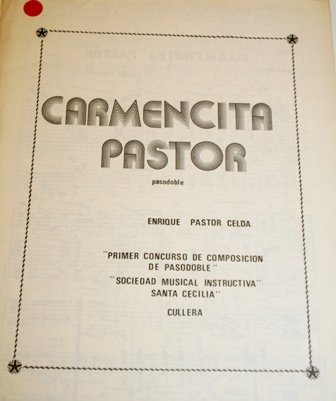 CARMENCITA
PASTOR
pasodoble
ENRIQUE PASTOR CELDA
"PRIMER CONCURSO DE COMPOSICION
DE PASODOBLE"
"SOCIEDAD MUSICAL INSTRUCTIVA"
SANTA CECILIA"
CULLERA